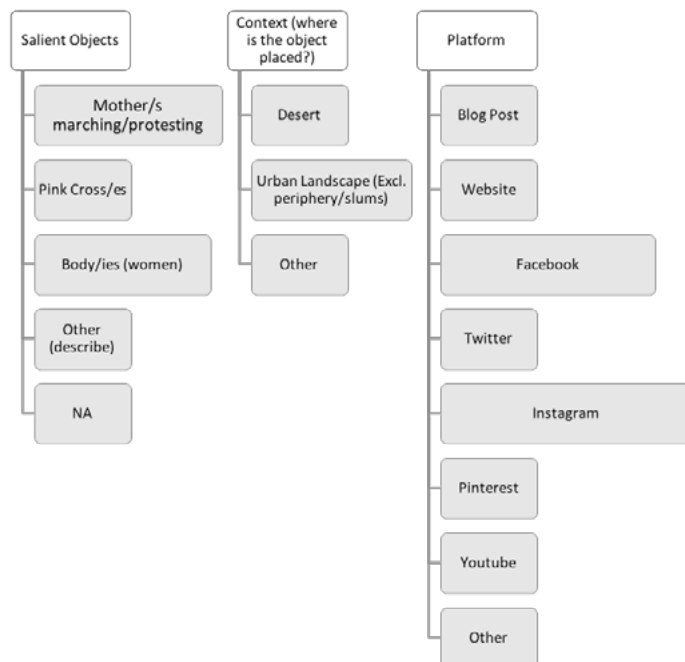 Salient Objects
Mother/s
marching/protesting
Pink Cross/es
Body/ies (women)
Other
(describe)
NA
Context (where
is the object
placed?)
Desert
Urban Landscape (Excl.
periphery/slums)
Other
Platform
Blog Post
Website
Facebook
Twitter
Instagram
Pinterest
Youtube
Other